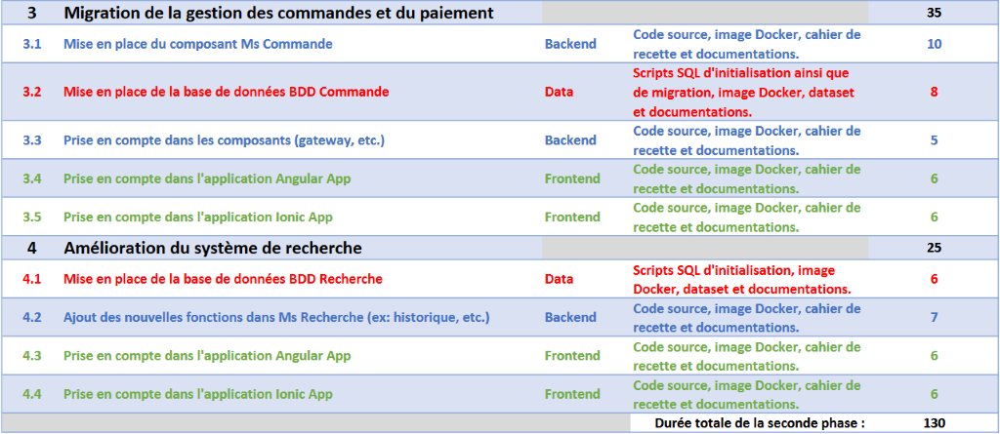 3 Migration de la gestion des commandes et du paiement 35
3.1 Mise en place du composant Ms Commande Backend Code source, image Docker, cahier de
recette et documentations. 10
3.2 Mise en place de la base de données BDD Commande Data Scripts SQL d'initialisation ainsi que
de migration, image Docker, dataset
et documentations. 8
3.3 Prise en compte dans les composants (gateway, etc.) Backend Code source, image Docker, cahier de
recette et documentations. 5
3.4 Prise en compte dans l'application Angular App Frontend Code source, image Docker, cahier de
recette et documentations. 6
3.5 Prise en compte dans l'application Ionic App Frontend Code source, image Docker, cahier de
recette et documentations. 6
4 Amélioration du système de recherche 25
4.1 Mise en place de la base de données BDD Recherche Data Scripts SQL d'initialisation, image
Docker, dataset et documentations. 6
4.2 Ajout des nouvelles fonctions dans Ms Recherche (ex: historique, etc.) Backend Code source, image Docker, cahier de
recette et documentations. 7
4.3 Prise en compte dans l'application Angular App Frontend Code source, image Docker, cahier de
recette et documentations. 6
4.4 Prise en compte dans l'application Ionic App Frontend Code source, image Docker, cahier de
recette et documentations. 6
Durée totale de la seconde phase : 130